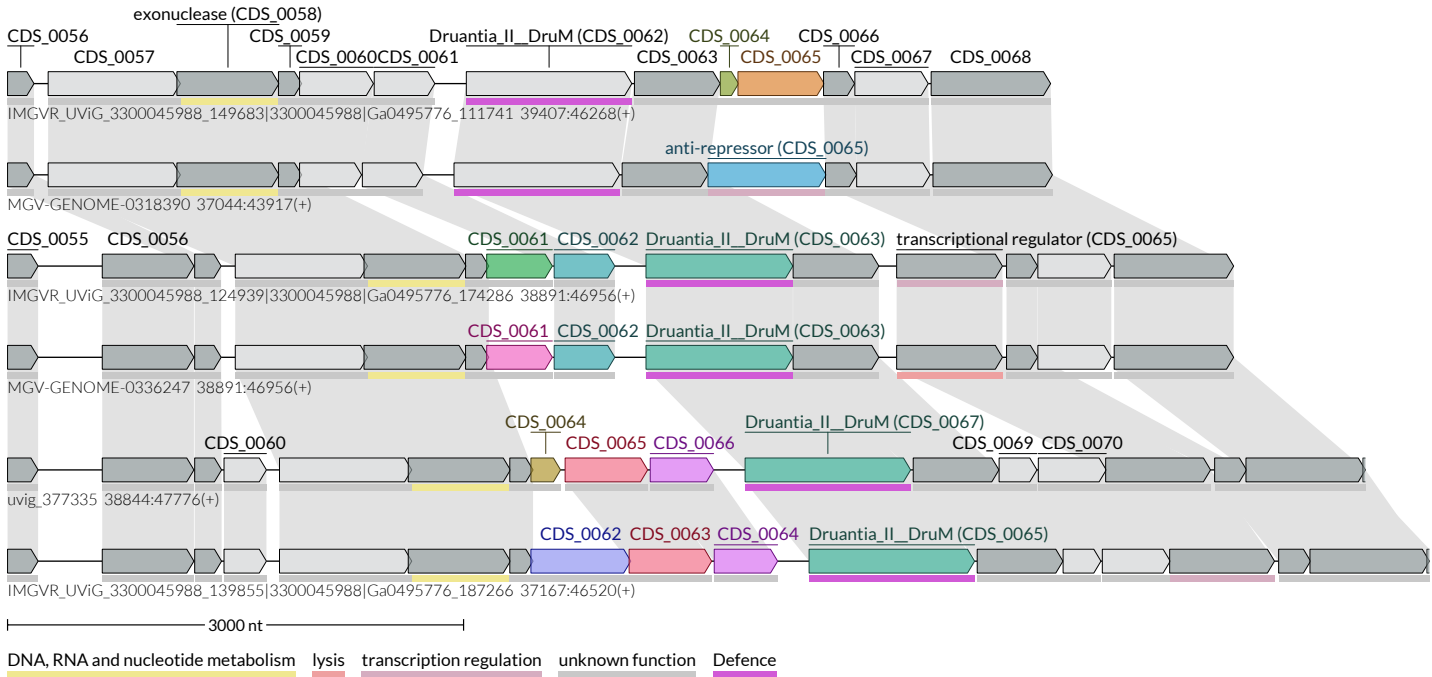 exonuclease (CDS_0058)
CDS_0056 CDS_0059 Druantia_II__DruM (CDS_0062) CDS_0064 CDS_0066
CDS_0057 CDS_0060 CDS_0061 CDS_0063 CDS_0065 CDS_0067 CDS_0068
IMGVR_UViG_3300045988_149683|3300045988|Ga0495776_111741 39407:46268(+)
anti-repressor (CDS_0065)
MGV-GENOME-0318390 37044:43917(+)
CDS_0055 CDS_0056 CDS_0061 CDS_0062 Druantia_II__DruM (CDS_0063) transcriptional regulator (CDS_0065)
IMGVR_UViG_3300045988_124939|3300045988|Ga0495776_174286 38891:46956(+)
CDS_0061 CDS_0062 Druantia_II__DruM (CDS_0063)
MGV-GENOME-0336247 38891:46956(+)
CDS_0064 Druantia_II__DruM (CDS_0067)
CDS_0060 CDS_0065 CDS_0066 CDS_0069 CDS_0070
uvig_377335 38844:47776(+)
CDS_0062 CDS_0063 CDS_0064 Druantia_II__DruM (CDS_0065)
IMGVR_UViG_3300045988_139855|3300045988|Ga0495776_187266 37167:46520(+)
3000 nt
DNA, RNA and nucleotide metabolism lysis transcription regulation unknown function Defence